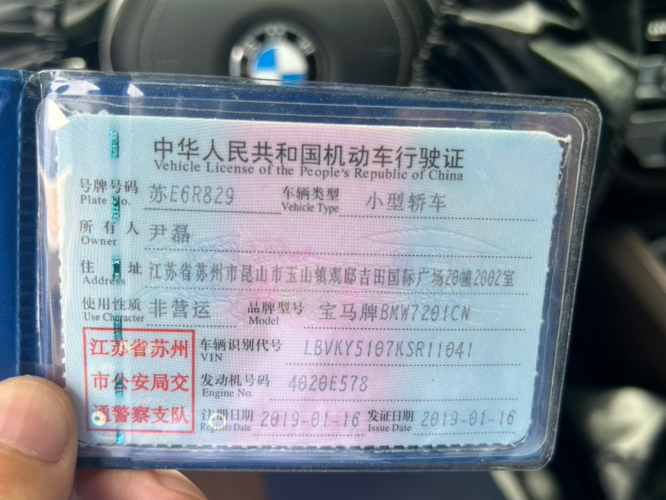 中华人民共和国机动车行驶证
Vehicle License of the People's Republic of China
号牌号码 苏E6R829 车辆类型 小型轿车
Plate No. Vehicle Type
所有人 尹磊
Owner
住址 江苏省苏州市昆山市玉山镇观邸吉田国际广场20幢2002室
Address
使用性质 非营运 品牌型号 宝马牌BMW7201CN
Use Character Model
江苏省苏州 车辆识别代号 LBVKY5107KSR11041
VIN
市公安局交 发动机号码 4020E578
Engine No.
通警察支队 注册日期 2019-01-16 发证日期 2019-01-16
Register Date Issue Date